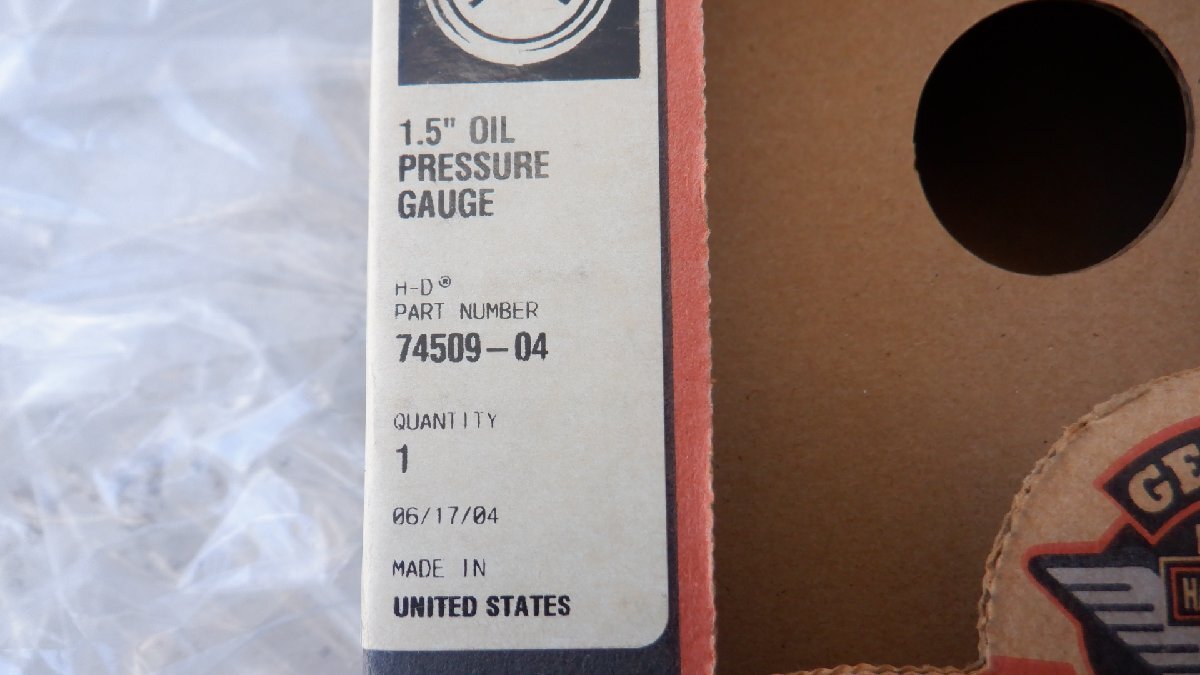 1.5" OIL
PRESSURE
GAUGE
H-D®
PART NUMBER
74509-04
QUANTITY
1
06/17/04
MADE IN
UNITED STATES